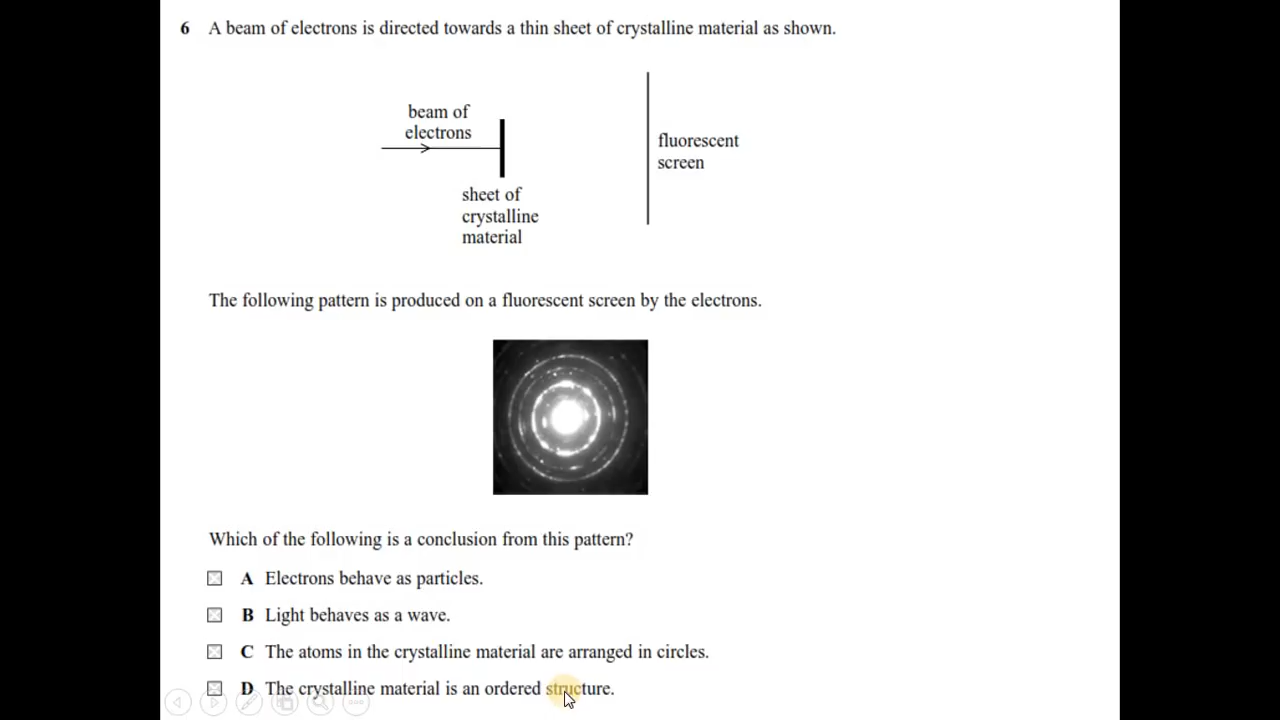 6 A beam of electrons is directed towards a thin sheet of crystalline material as shown.
beam of
electrons
fluorescent
screen
sheet of
crystalline
material
The following pattern is produced on a fluorescent screen by the electrons.
Which of the following is a conclusion from this pattern?
A Electrons behave as particles.
B Light behaves as a wave.
C The atoms in the crystalline material are arranged in circles.
D The crystalline material is an ordered structure.